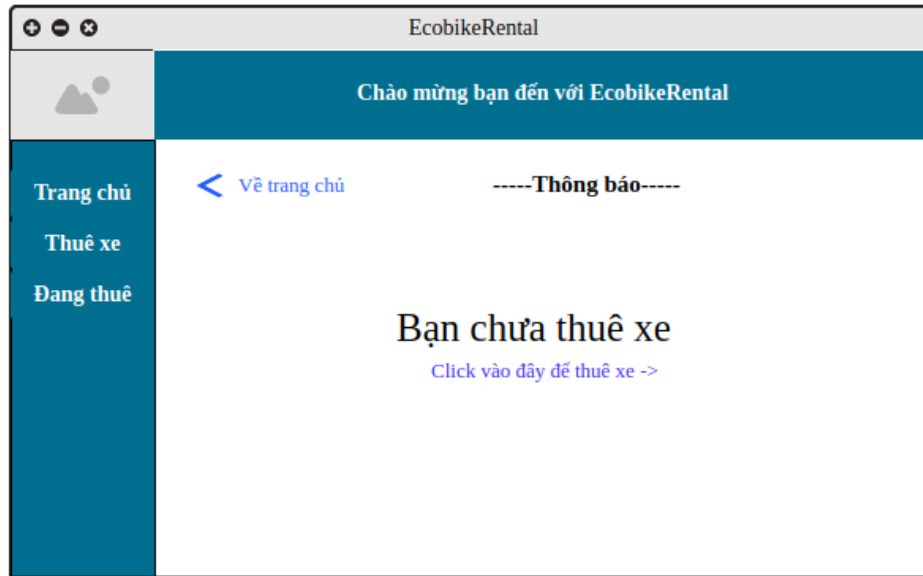 EcobikeRental
Chào mừng bạn đến với EcobikeRental
Trang chủ
Thuê xe
Đang thuê
< Về trang chủ
-----Thông báo-----
Bạn chưa thuê xe
Click vào đây để thuê xe ->